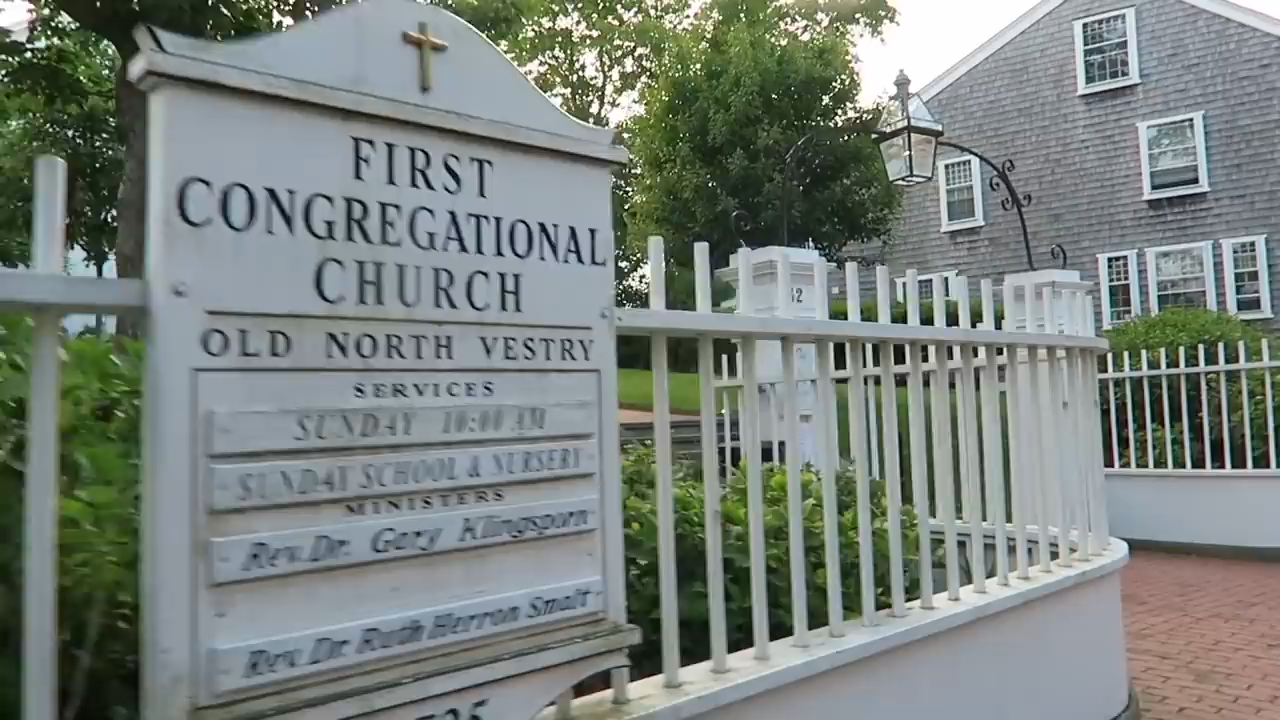 FIRST
CONGREGATIONAL
CHURCH
OLD NORTH VESTRY
SERVICES
SUNDAY 10:00 AM
SUNDAY SCHOOL & NURSERY
MINISTERS
Rev. Dr. Gary Klingsporn
Rev. Dr. Ruth Herron Smalt
62